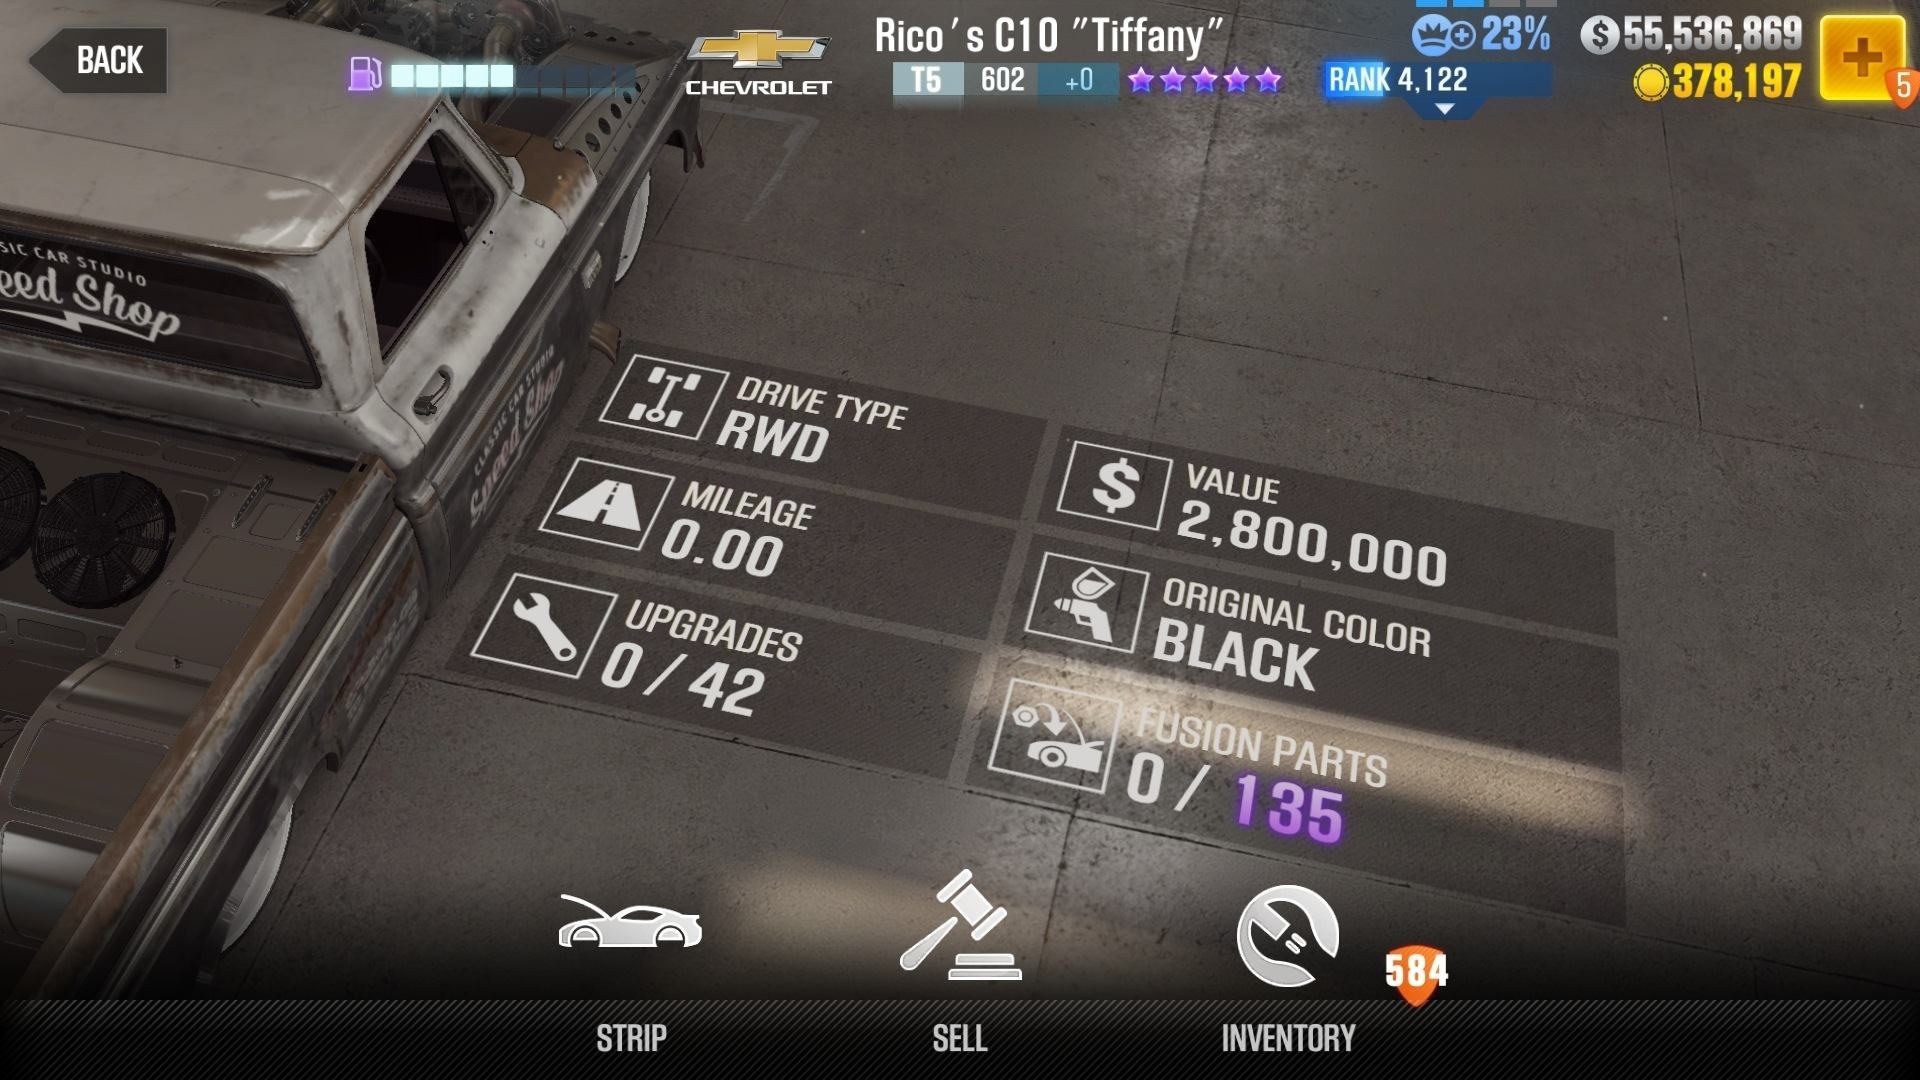 BACK
CHEVROLET
Rico's C10 "Tiffany"
T5 602 +0
23%
RANK 4,122
$ 55,536,869
378,197
5
SIC CAR STUDIO
eed Shop
CLASSIC CAR STUDIO
Speed Shop
DRIVE TYPE
RWD
MILEAGE
0.00
UPGRADES
0/42
$ VALUE
2,800,000
ORIGINAL COLOR
BLACK
FUSION PARTS
0/ 135
584
STRIP
SELL
INVENTORY